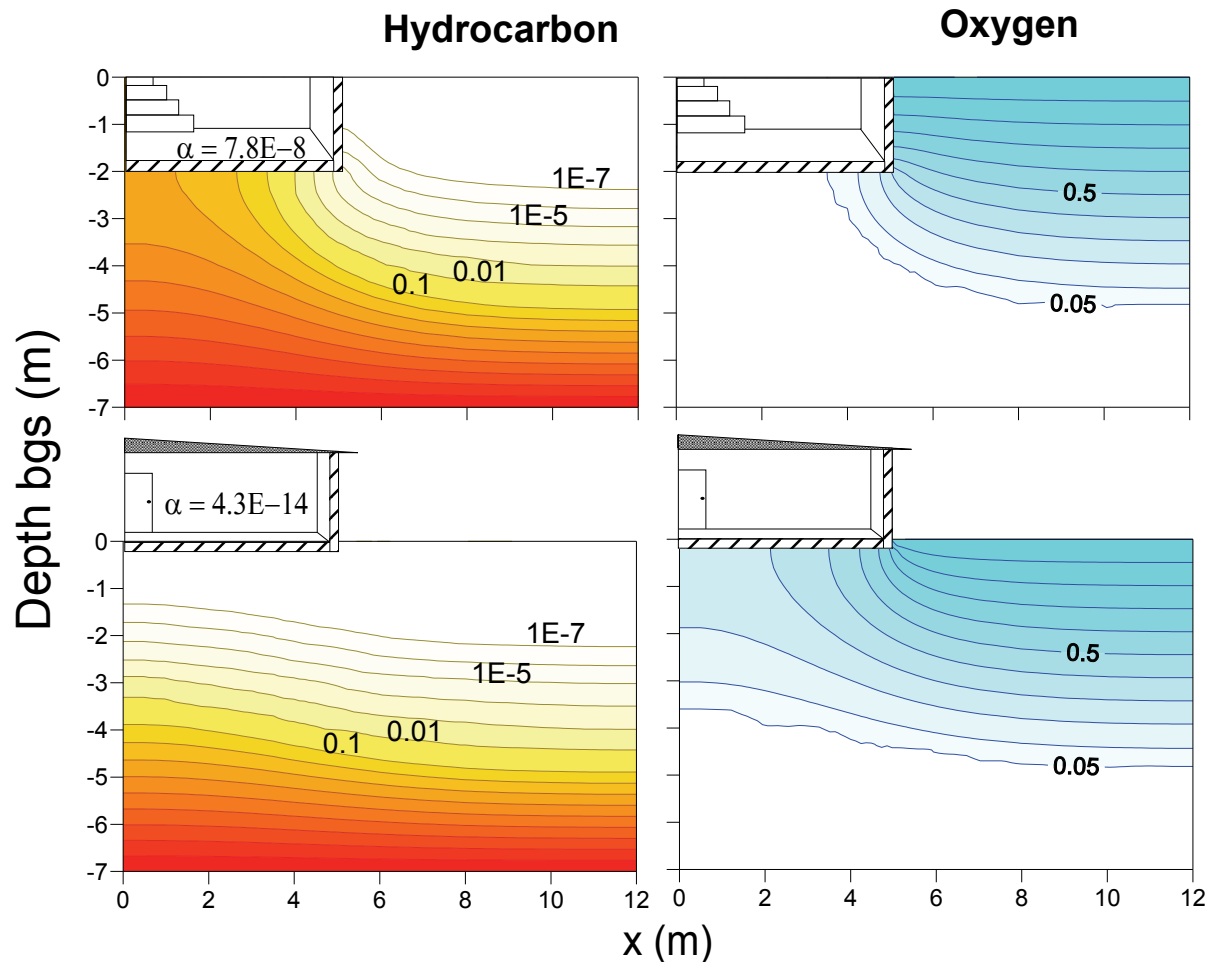 Hydrocarbon
Oxygen
0
-1
-2
-3
-4
-5
-6
-7
α = 7.8E–8
1E-7
1E-5
0.01
0.1
0.5
0.05
Depth bgs (m)
0
-1
-2
-3
-4
-5
-6
-7
α = 4.3E–14
1E-7
1E-5
0.01
0.1
0.5
0.05
0 2 4 6 8 10 12
0 2 4 6 8 10 12
x (m)